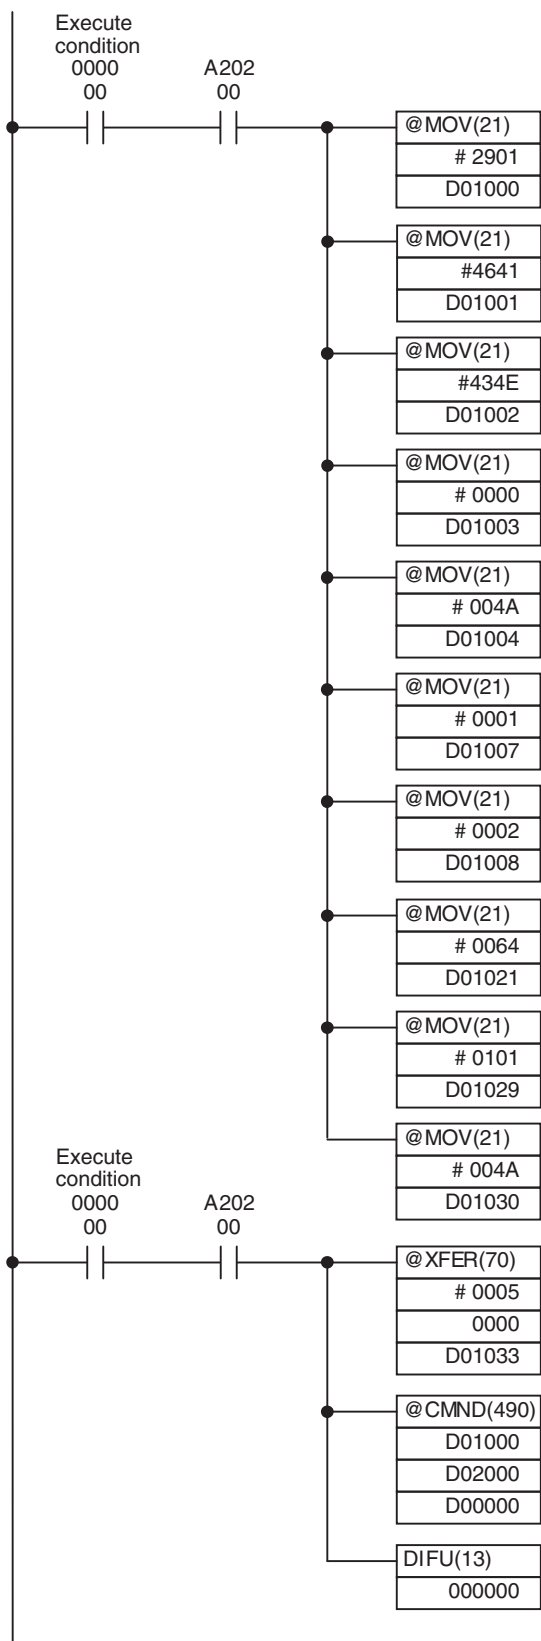 Execute
condition
0000
00
A202
00
@MOV(21)
# 2901
D01000
@MOV(21)
#4641
D01001
@MOV(21)
#434E
D01002
@MOV(21)
# 0000
D01003
@MOV(21)
# 004A
D01004
@MOV(21)
# 0001
D01007
@MOV(21)
# 0002
D01008
@MOV(21)
# 0064
D01021
@MOV(21)
# 0101
D01029
@MOV(21)
# 004A
D01030
Execute
condition
0000
00
A202
00
@XFER(70)
# 0005
0000
D01033
@CMND(490)
D01000
D02000
D00000
DIFU(13)
000000